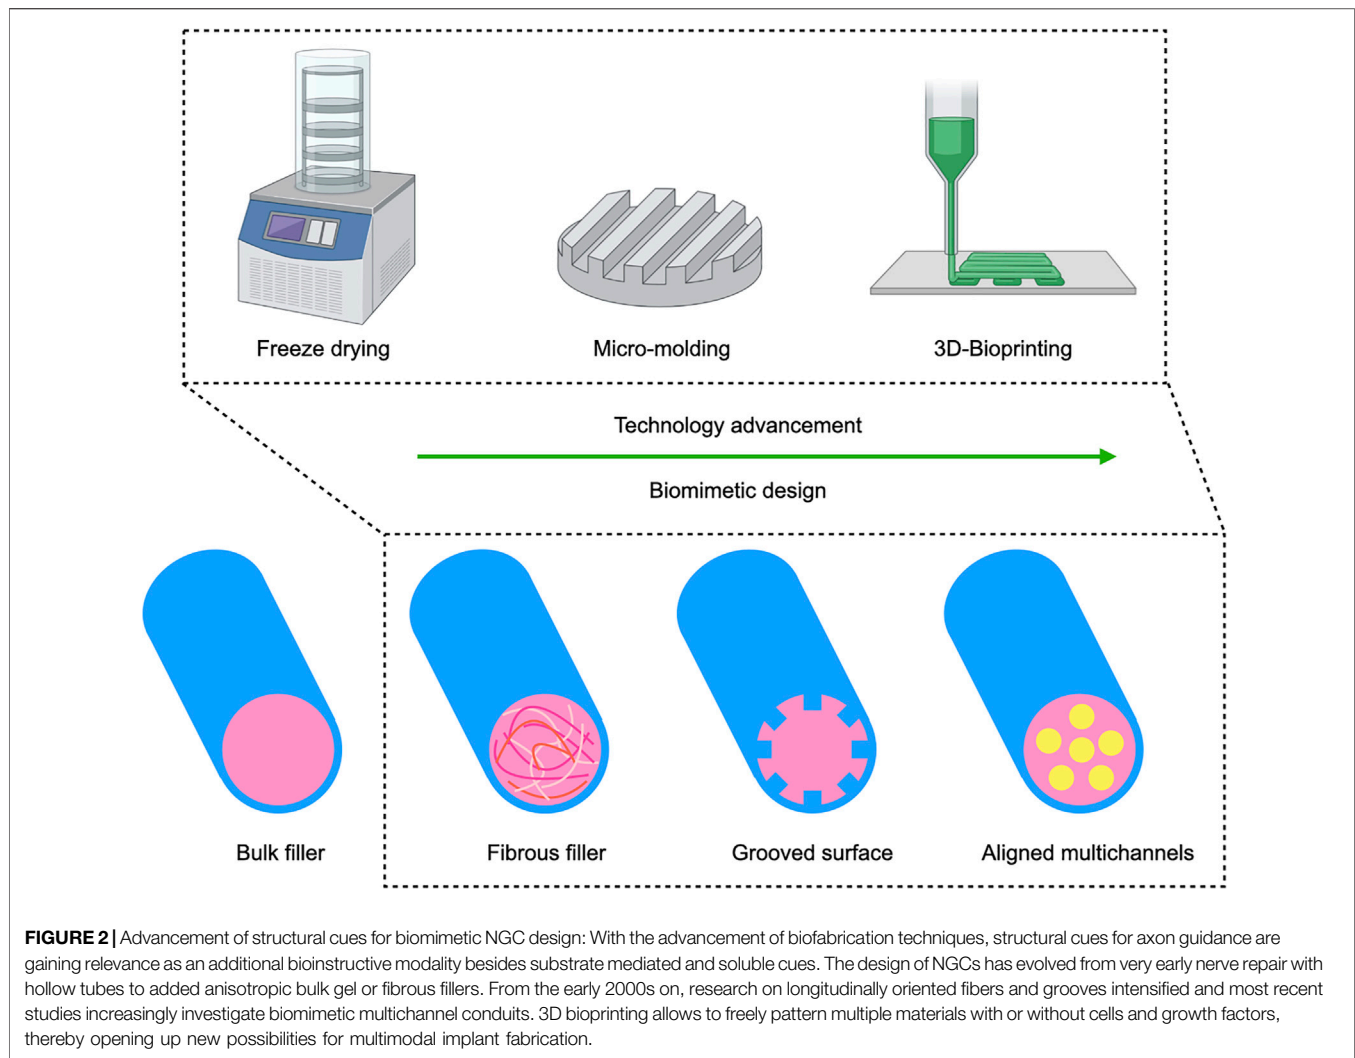 Freeze drying
Micro-molding
3D-Bioprinting
Technology advancement
Biomimetic design
Bulk filler
Fibrous filler
Grooved surface
Aligned multichannels
FIGURE 2 | Advancement of structural cues for biomimetic NGC design: With the advancement of biofabrication techniques, structural cues for axon guidance are
gaining relevance as an additional bioinstructive modality besides substrate mediated and soluble cues. The design of NGCs has evolved from very early nerve repair with
hollow tubes to added anisotropic bulk gel or fibrous fillers. From the early 2000s on, research on longitudinally oriented fibers and grooves intensified and most recent
studies increasingly investigate biomimetic multichannel conduits. 3D bioprinting allows to freely pattern multiple materials with or without cells and growth factors,
thereby opening up new possibilities for multimodal implant fabrication.